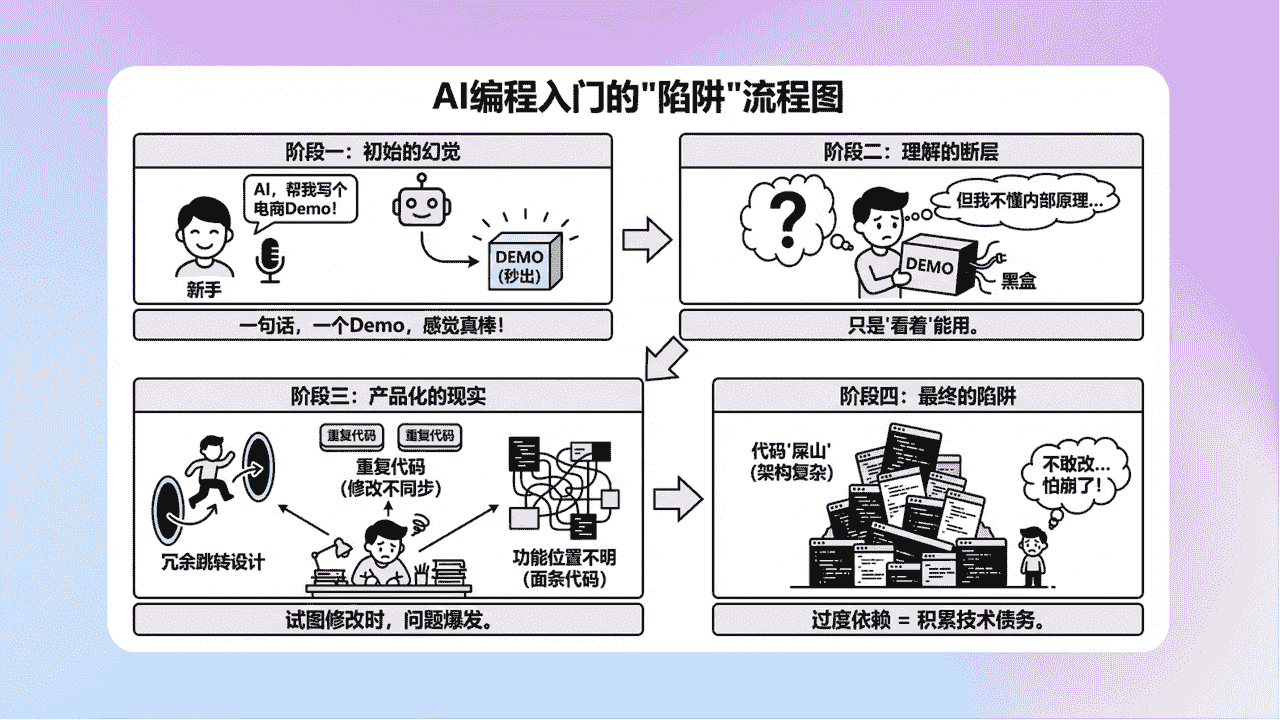 AI编程入门的"陷阱"流程图
阶段一：初始的幻觉
AI，帮我写个
电商Demo！
新手
DEMO
(秒出)
一句话，一个Demo，感觉真棒！
阶段二：理解的断层
?
但我不懂内部原理...
DEMO
黑盒
只是'看着'能用。
阶段三：产品化的现实
冗余跳转设计
重复代码
重复代码
重复代码
(修改不同步)
功能位置不明
(面条代码)
试图修改时，问题爆发。
阶段四：最终的陷阱
代码'屎山'
(架构复杂)
不敢改...
怕崩了！
过度依赖 = 积累技术债务。